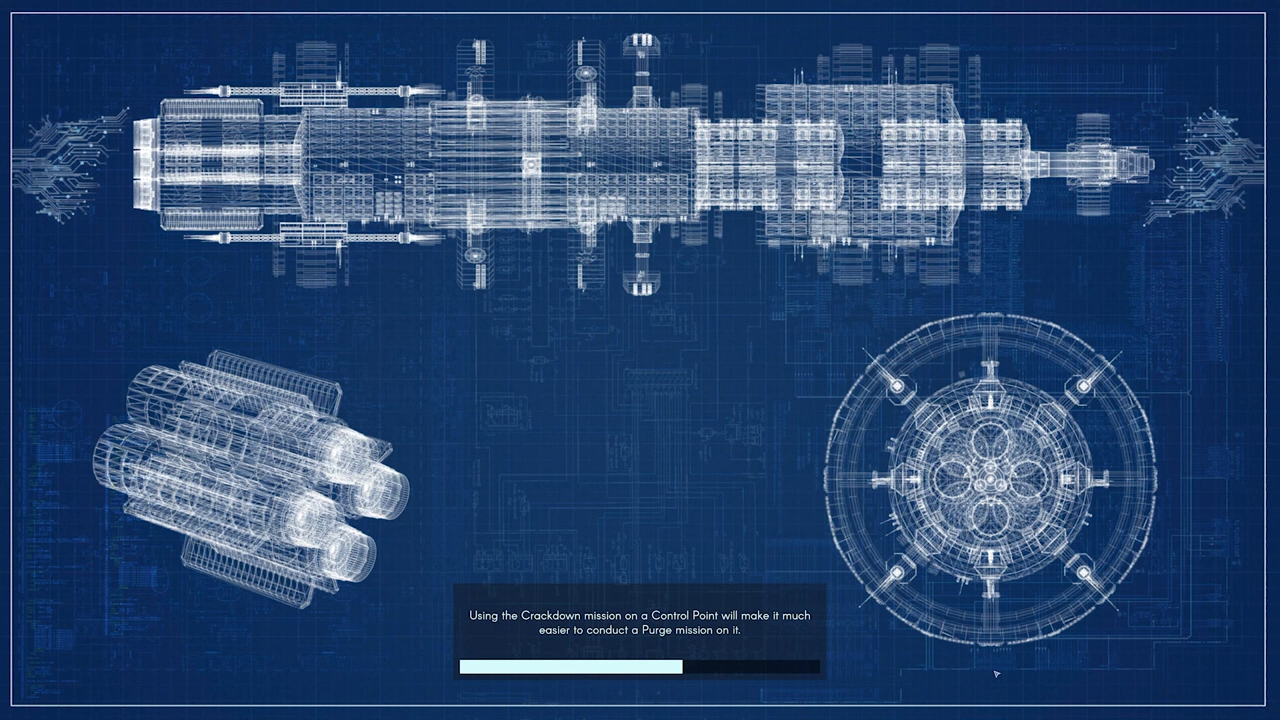 Using the Crackdown mission on a Control Point will make it much
easier to conduct a Purge mission on it.